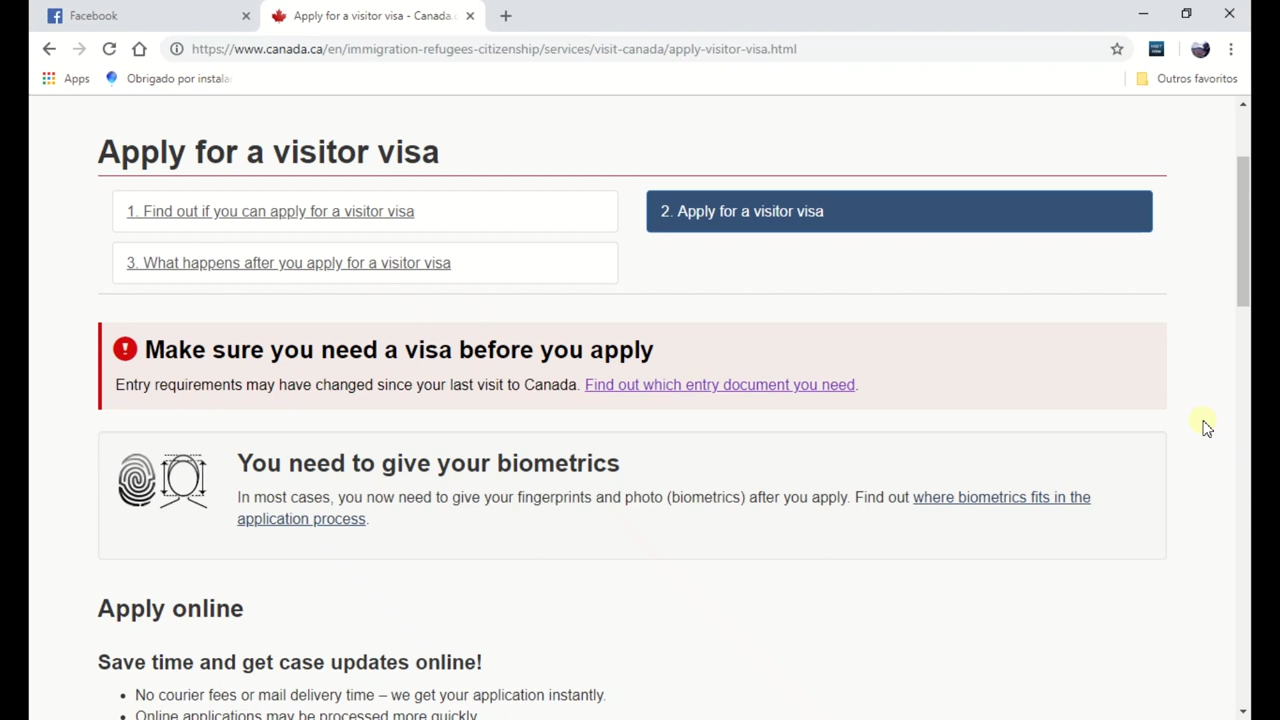 Facebook
Apply for a visitor visa - Canada.
https://www.canada.ca/en/immigration-refugees-citizenship/services/visit-canada/apply-visitor-visa.html
Apps
Obrigado por instala
Outros favoritos
Apply for a visitor visa
1. Find out if you can apply for a visitor visa
2. Apply for a visitor visa
3. What happens after you apply for a visitor visa
Make sure you need a visa before you apply
Entry requirements may have changed since your last visit to Canada. Find out which entry document you need.
You need to give your biometrics
In most cases, you now need to give your fingerprints and photo (biometrics) after you apply. Find out where biometrics fits in the
application process.
Apply online
Save time and get case updates online!
• No courier fees or mail delivery time – we get your application instantly.
• Online applications may be processed more quickly